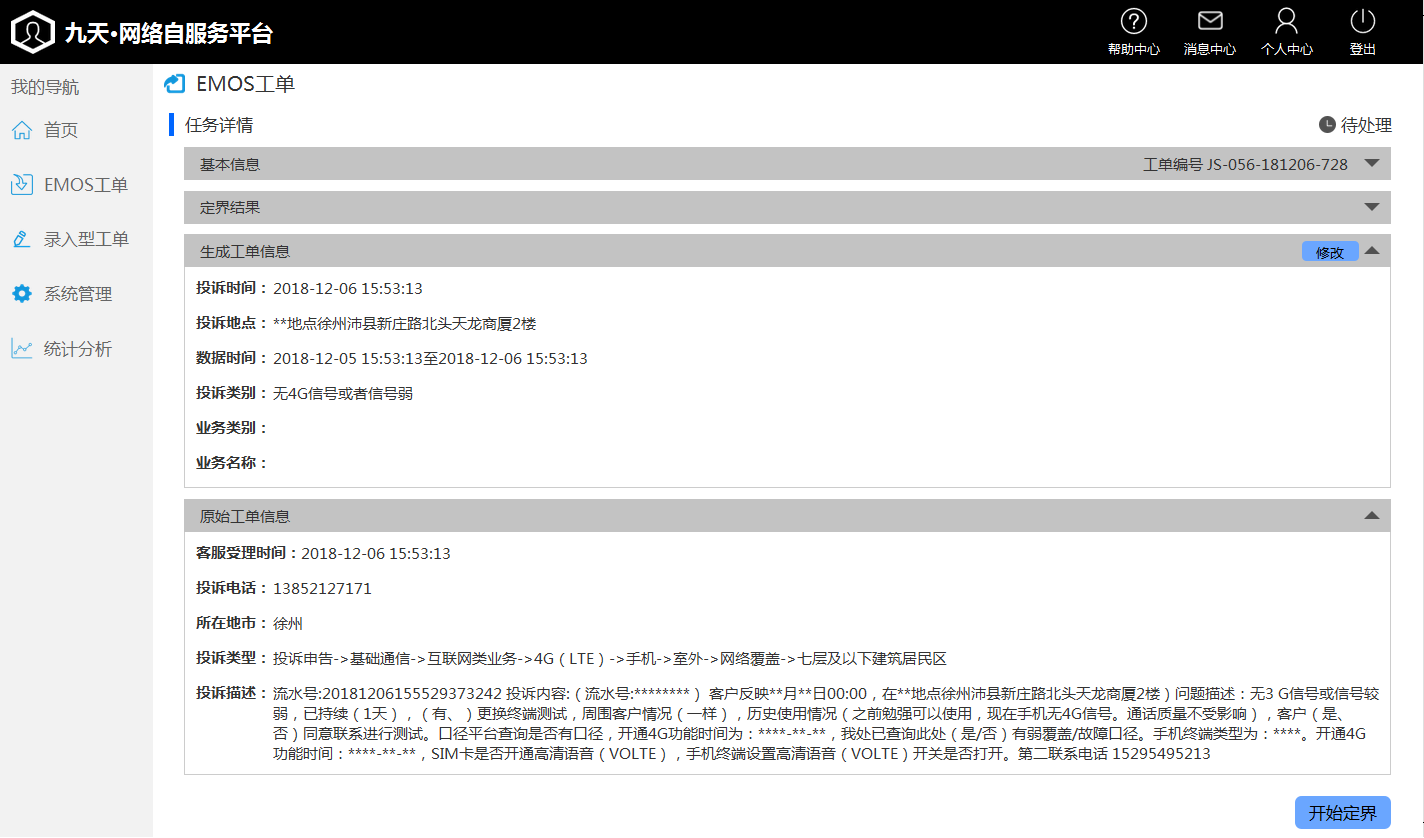 九天•网络自服务平台
帮助中心 消息中心 个人中心 登出
我的导航
首页
EMOS工单
录入型工单
系统管理
统计分析
EMOS工单
任务详情 待处理
基本信息 工单编号 JS-056-181206-728
定界结果
生成工单信息 修改
投诉时间：2018-12-06 15:53:13
投诉地点：**地点徐州沛县新庄路北头天龙商厦2楼
数据时间：2018-12-05 15:53:13至2018-12-06 15:53:13
投诉类别：无4G信号或者信号弱
业务类别：
业务名称：
原始工单信息
客服受理时间：2018-12-06 15:53:13
投诉电话：13852127171
所在地市：徐州
投诉类型：投诉申告->基础通信->互联网类业务->4G（LTE）->手机->室外->网络覆盖->七层及以下建筑居民区
投诉描述：流水号:20181206155529373242 投诉内容:（流水号:********） 客户反映**月**日00:00，在**地点徐州沛县新庄路北头天龙商厦2楼）问题描述：无3 G信号或信号较
弱，已持续（1天），（有、）更换终端测试，周围客户情况（一样），历史使用情况（之前勉强可以使用，现在手机无4G信号。通话质量不受影响），客户（是、
否）同意联系进行测试。口径平台查询是否有口径，开通4G功能时间为：****-**-**，我处已查询此处（是/否）有弱覆盖/故障口径。手机终端类型为：****。开通4G
功能时间：****-**-**，SIM卡是否开通高清语音（VOLTE），手机终端设置高清语音（VOLTE）开关是否打开。第二联系电话 15295495213
开始定界